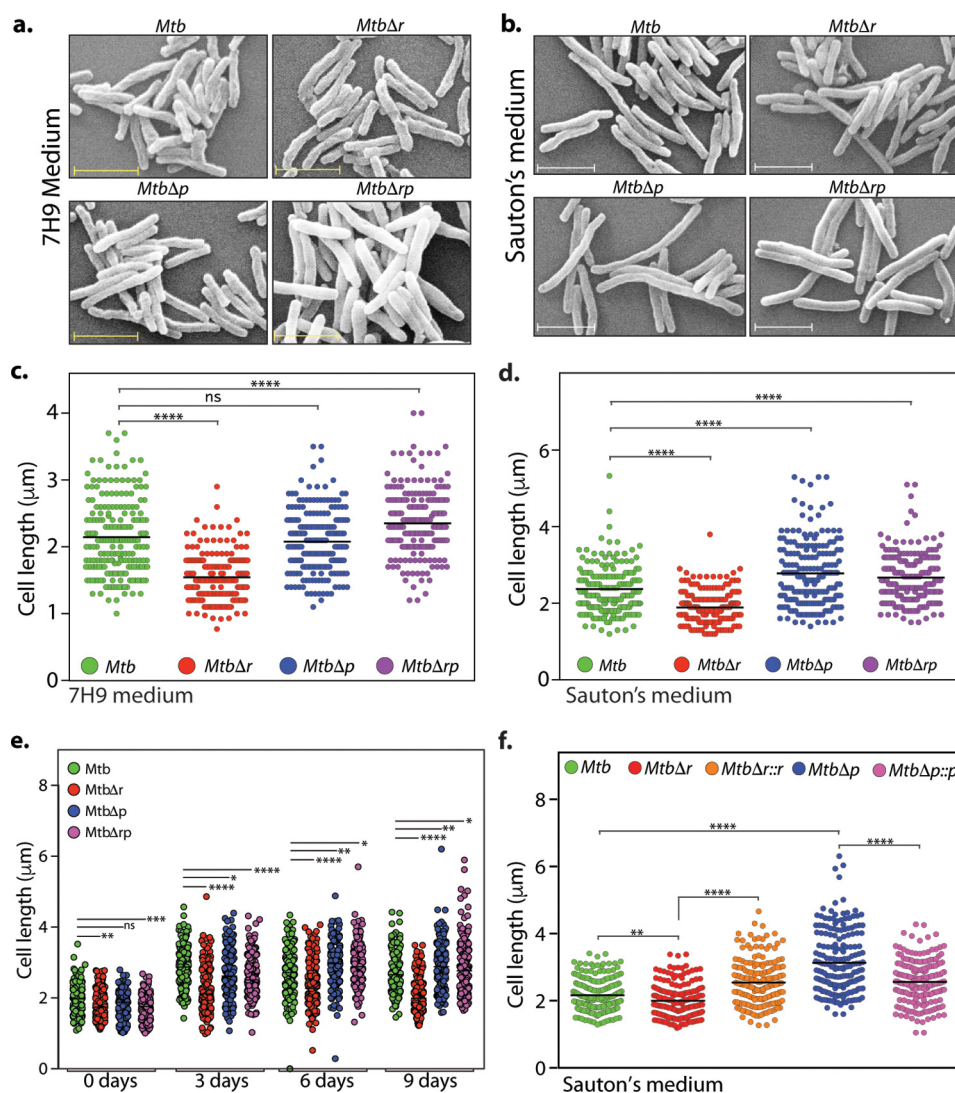 a.
Mtb
MtbΔr
7H9 Medium
MtbΔp
MtbΔrp
b.
Mtb
MtbΔr
Sauton's medium
MtbΔp
MtbΔrp
c.
****
ns
****
4
3
2
1
0
Cell length (μm)
Mtb
MtbΔr
MtbΔp
MtbΔrp
7H9 medium
d.
****
****
****
6
4
2
0
Cell length (μm)
Mtb
MtbΔr
MtbΔp
MtbΔrp
Sauton's medium
e.
Mtb
MtbΔr
MtbΔp
MtbΔrp
8
6
4
2
0
Cell length (μm)
***
ns
**
****
*
****
*
**
****
*
**
****
0 days
3 days
6 days
9 days
f.
Mtb
MtbΔr
MtbΔr::r
MtbΔp
MtbΔp::p
8
6
4
2
0
Cell length (μm)
****
****
****
**
Sauton's medium